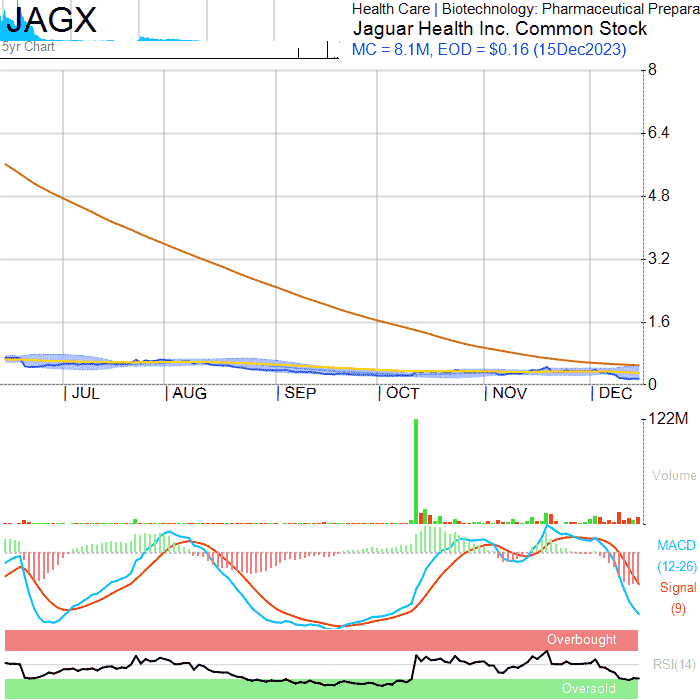 JAGX
Health Care | Biotechnology: Pharmaceutical Prepara
Jaguar Health Inc. Common Stock
5yr Chart
MC = 8.1M, EOD = $0.16 (15Dec2023)
8
6.4
4.8
3.2
1.6
0
JUL
AUG
SEP
OCT
NOV
DEC
122M
Volume
MACD
(12-26)
Signal
(9)
Overbought
RSI(14)
Oversold